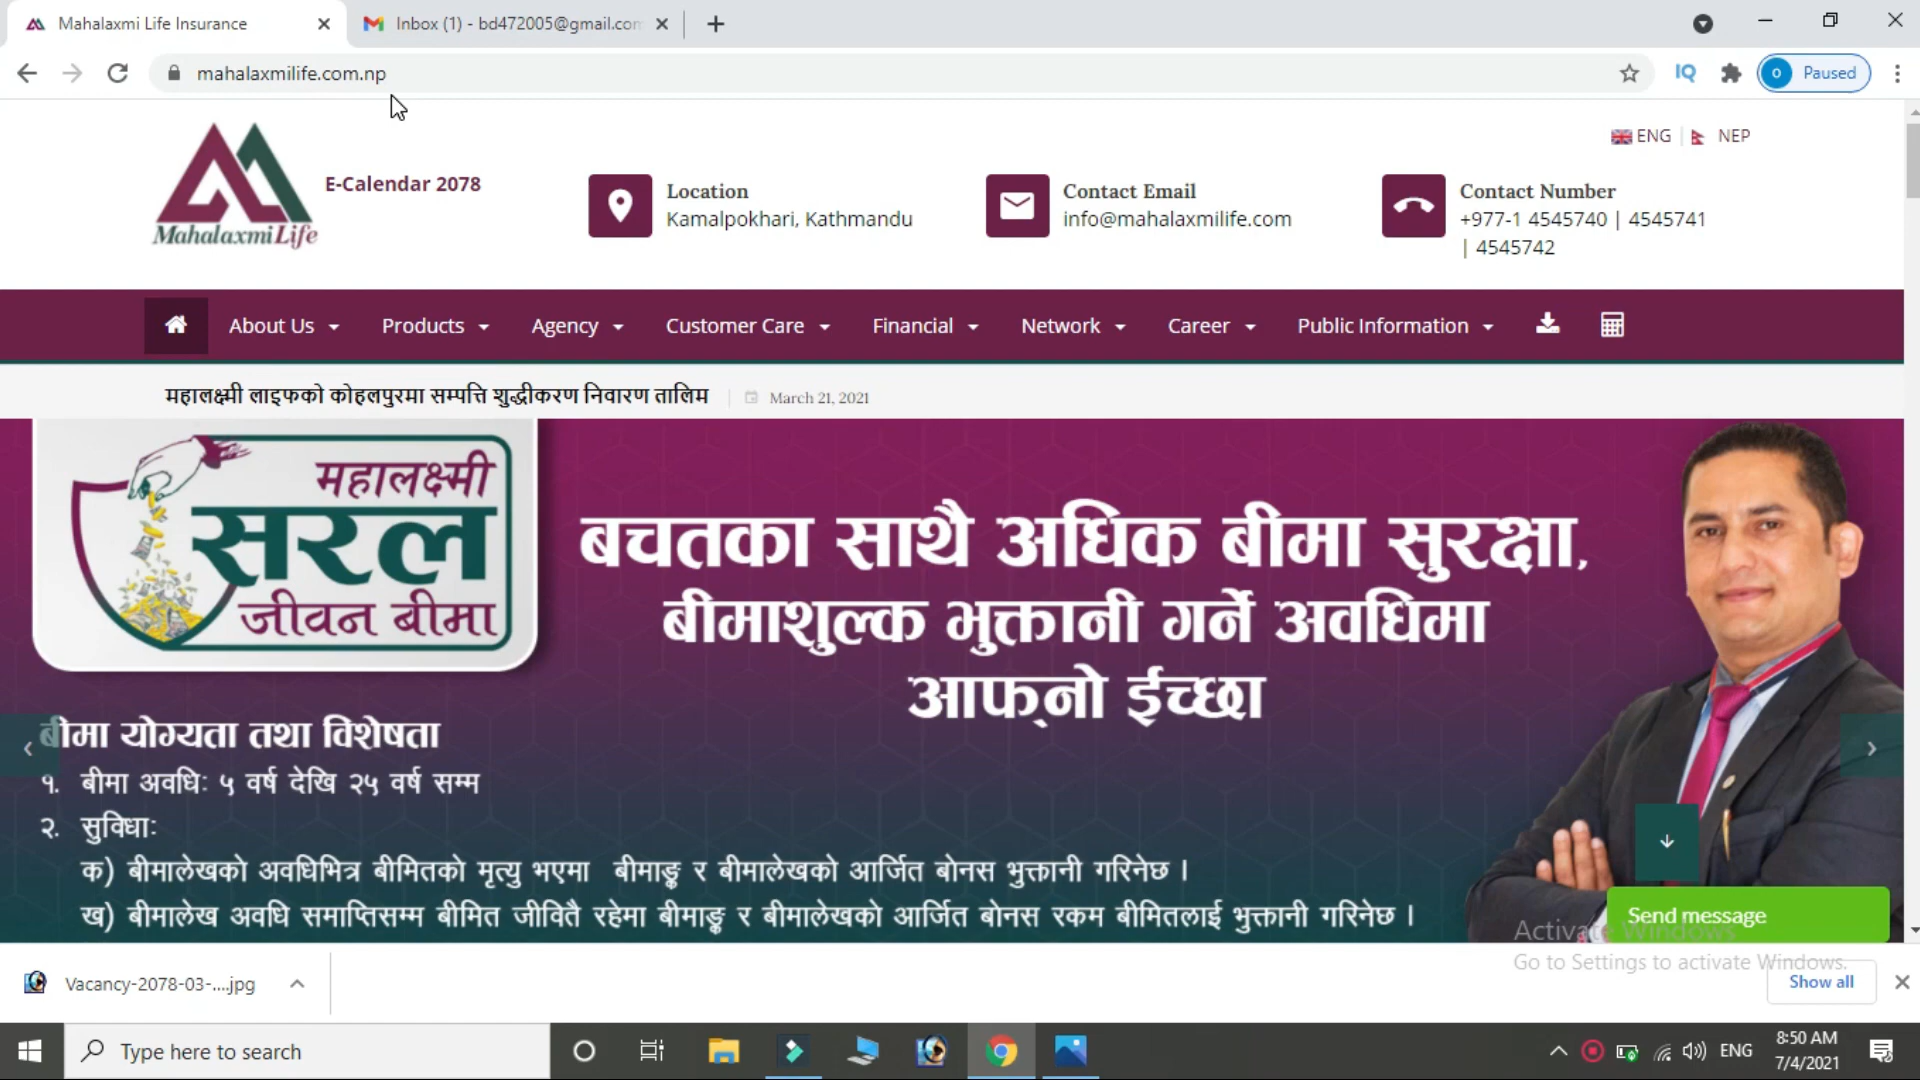 Mahalaxmi Life Insurance
Inbox (1) - bd472005@gmail.com
mahalaxmilife.com.np
IQ
Paused
ENG | NEP
MahalaxmiLife
E-Calendar 2078
Location
Kamalpokhari, Kathmandu
Contact Email
info@mahalaxmilife.com
Contact Number
+977-1 4545740 | 4545741
| 4545742
About Us
Products
Agency
Customer Care
Financial
Network
Career
Public Information
महालक्ष्मी लाइफको कोहलपुरमा सम्पत्ति शुद्धीकरण निवारण तालिम
March 21, 2021
महालक्ष्मी
सरल
जीवन बीमा
बचतका साथै अधिक बीमा सुरक्षा,
बीमाशुल्क भुक्तानी गर्ने अवधिमा
आफ्नो ईच्छा
बीमा योग्यता तथा विशेषता
१. बीमा अवधि: ५ वर्ष देखि २५ वर्ष सम्म
२. सुविधा:
क) बीमालेखको अवधिभित्र बीमितको मृत्यु भएमा बीमाङ्क र बीमालेखको आर्जित बोनस भुक्तानी गरिनेछ ।
ख) बीमालेख अवधि समाप्तिसम्म बीमित जीवितै रहेमा बीमाङ्क र बीमालेखको आर्जित बोनस रकम बीमितलाई भुक्तानी गरिनेछ ।
Send message
Activate Windows
Go to Settings to activate Windows.
Vacancy-2078-03-....jpg
Show all
Type here to search
ENG
8:50 AM
7/4/2021